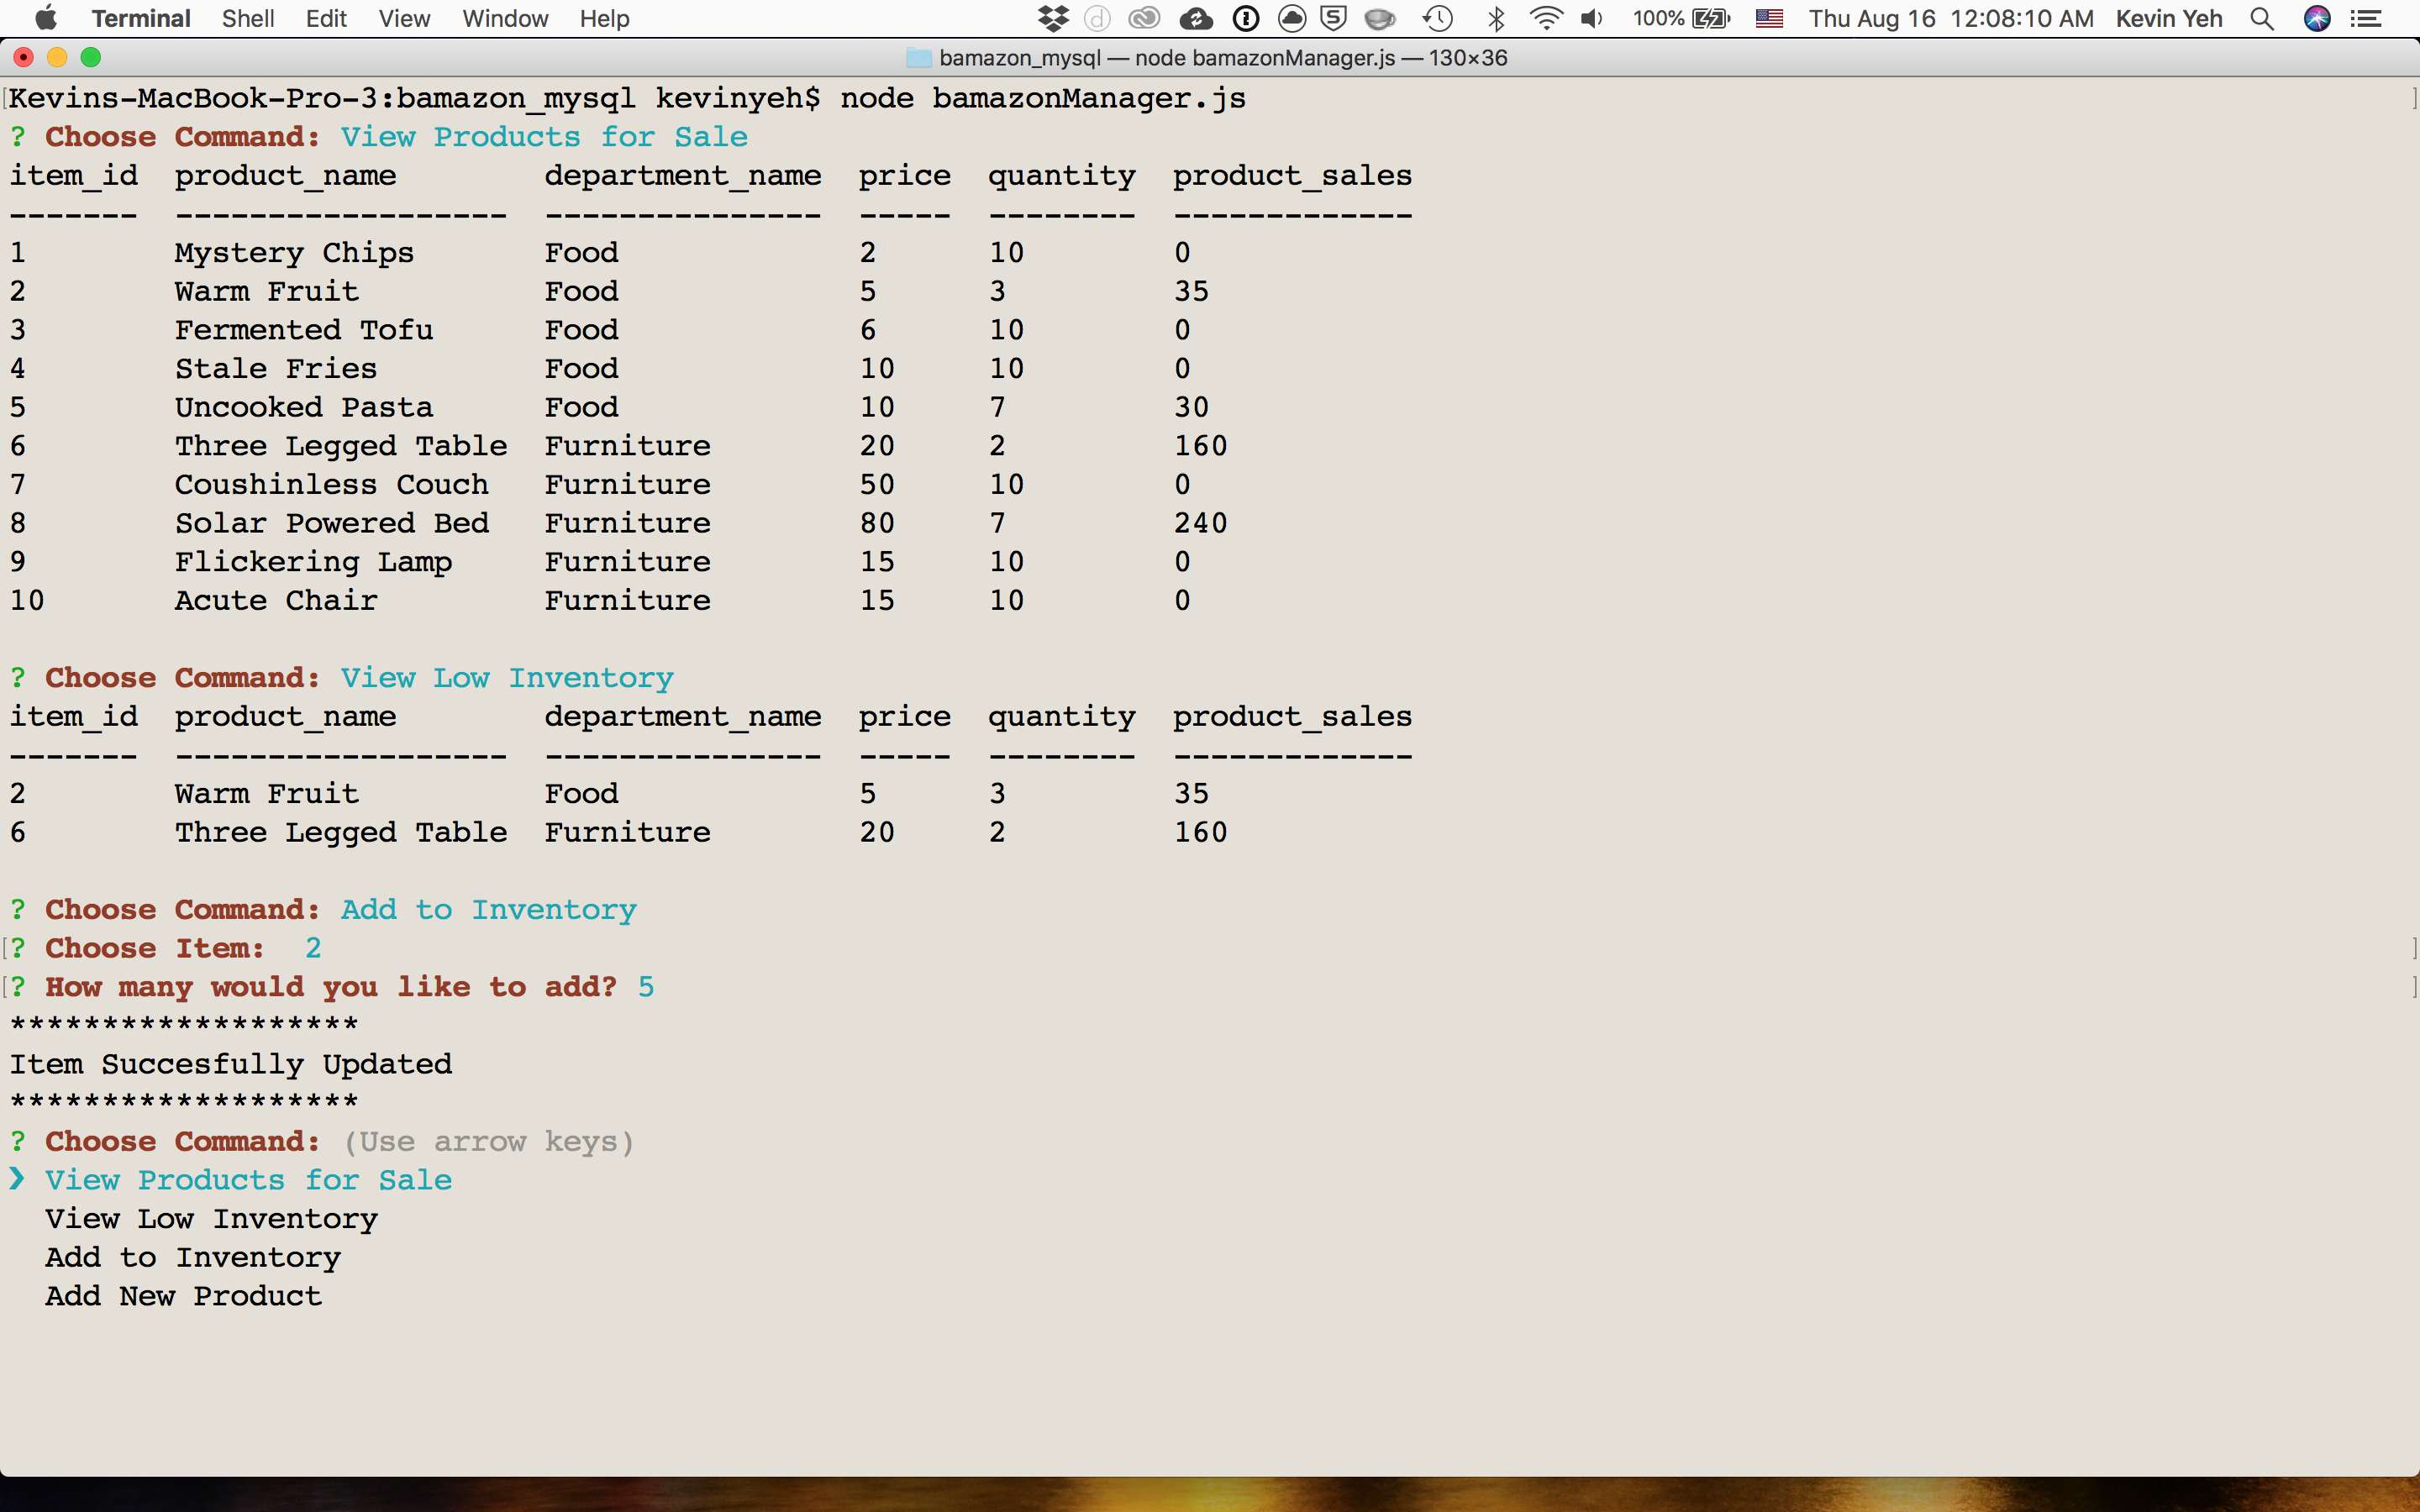 Terminal Shell Edit View Window Help 100% Thu Aug 16 12:08:10 AM Kevin Yeh
bamazon_mysql — node bamazonManager.js — 130×36
Kevins-MacBook-Pro-3:bamazon_mysql kevinyeh$ node bamazonManager.js
? Choose Command: View Products for Sale
item_id  product_name        department_name  price  quantity  product_sales
-------  ------------------  ---------------  -----  --------  -------------
1        Mystery Chips       Food             2      10        0
2        Warm Fruit          Food             5      3         35
3        Fermented Tofu      Food             6      10        0
4        Stale Fries         Food             10     10        0
5        Uncooked Pasta      Food             10     7         30
6        Three Legged Table  Furniture        20     2         160
7        Coushinless Couch   Furniture        50     10        0
8        Solar Powered Bed   Furniture        80     7         240
9        Flickering Lamp     Furniture        15     10        0
10       Acute Chair         Furniture        15     10        0
? Choose Command: View Low Inventory
item_id  product_name        department_name  price  quantity  product_sales
-------  ------------------  ---------------  -----  --------  -------------
2        Warm Fruit          Food             5      3         35
6        Three Legged Table  Furniture        20     2         160
? Choose Command: Add to Inventory
? Choose Item:  2
? How many would you like to add? 5
*******************
Item Succesfully Updated
*******************
? Choose Command: (Use arrow keys)
❯ View Products for Sale
View Low Inventory
Add to Inventory
Add New Product